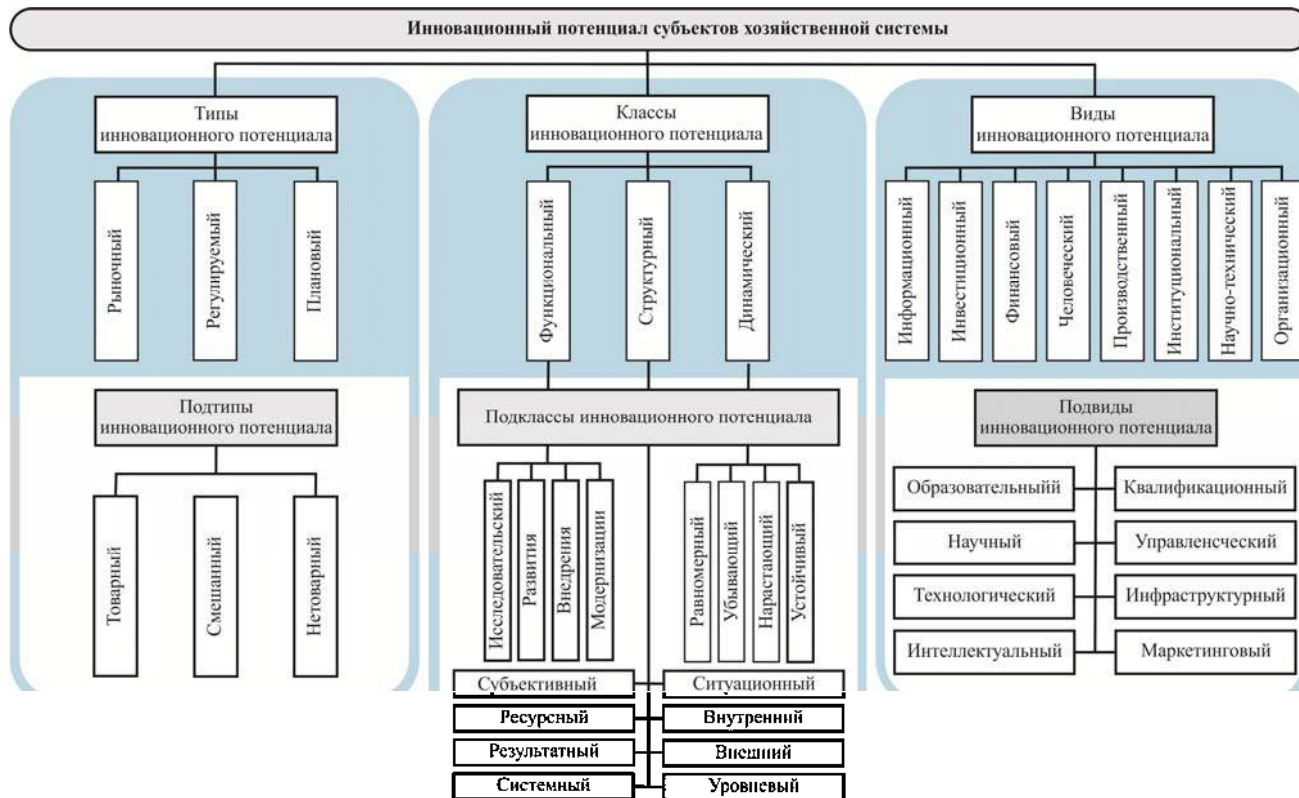 Инновационный потенциал субъектов хозяйственной системы
Типы
инновационного потенциала
Рыночный
Регулируемый
Плановый
Подтипы
инновационного потенциала
Товарный
Смешанный
Нетоварный
Классы
инновационного потенциала
Функциональный
Структурный
Динамический
Подклассы инновационного потенциала
Исследовательский
Развития
Внедрения
Модернизации
Равномерный
Убывающий
Нарастающий
Устойчивый
Субъективный
Ситуационный
Ресурсный
Внутренний
Результатный
Внешний
Системный
Уровневый
Виды
инновационного потенциала
Информационный
Инвестиционный
Финансовый
Человеческий
Производственный
Институциональный
Научно-технический
Организационный
Подвиды
инновационного потенциала
Образовательныйй
Квалификационный
Научный
Управленсческий
Технологический
Инфраструктурный
Интеллектуальный
Маркетинговый